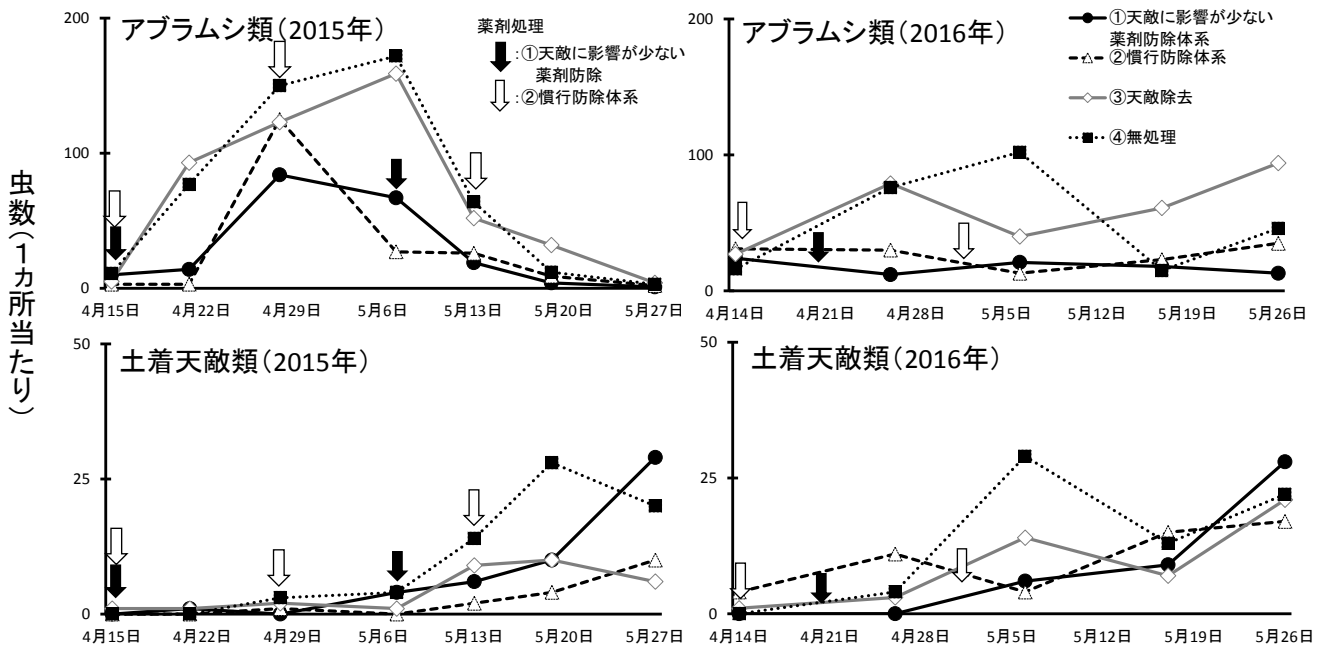 虫数(1カ所当たり)
アブラムシ類(2015年)
200
100
0
4月15日 4月22日 4月29日 5月6日 5月13日 5月20日 5月27日
薬剤処理
:①天敵に影響が少ない
薬剤防除
:②慣行防除体系
アブラムシ類(2016年)
200
100
0
4月14日 4月21日 4月28日 5月5日 5月12日 5月19日 5月26日
①天敵に影響が少ない
薬剤防除体系
②慣行防除体系
③天敵除去
④無処理
土着天敵類(2015年)
50
25
0
4月15日 4月22日 4月29日 5月6日 5月13日 5月20日 5月27日
土着天敵類(2016年)
50
25
0
4月14日 4月21日 4月28日 5月5日 5月12日 5月19日 5月26日